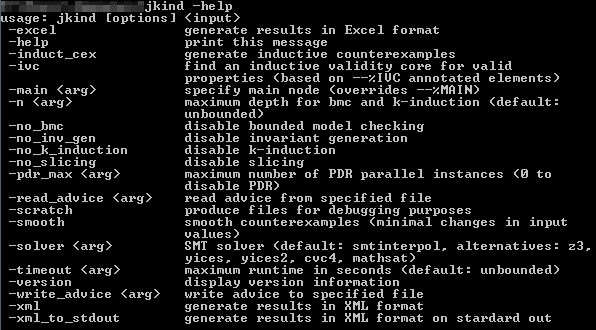 jkind -help
usage: jkind [options] <input>
-excel generate results in Excel format
-help print this message
-induct_cex generate inductive counterexamples
-ivc find an inductive validity core for valid
properties (based on --%IVC annotated elements)
-main <arg> specify main node (overrides --%MAIN)
-n <arg> maximum depth for bmc and k-induction (default:
unbounded)
-no_bmc disable bounded model checking
-no_inv_gen disable invariant generation
-no_k_induction disable k-induction
-no_slicing disable slicing
-pdr_max <arg> maximum number of PDR parallel instances (0 to
disable PDR)
-read_advice <arg> read advice from specified file
-scratch produce files for debugging purposes
-smooth smooth counterexamples (minimal changes in input
values)
-solver <arg> SMT solver (default: smtinterpol, alternatives: z3,
yices, yices2, cvc4, mathsat)
-timeout <arg> maximum runtime in seconds (default: unbounded)
-version display version information
-write_advice <arg> write advice to specified file
-xml generate results in XML format
-xml_to_stdout generate results in XML format on stardard out